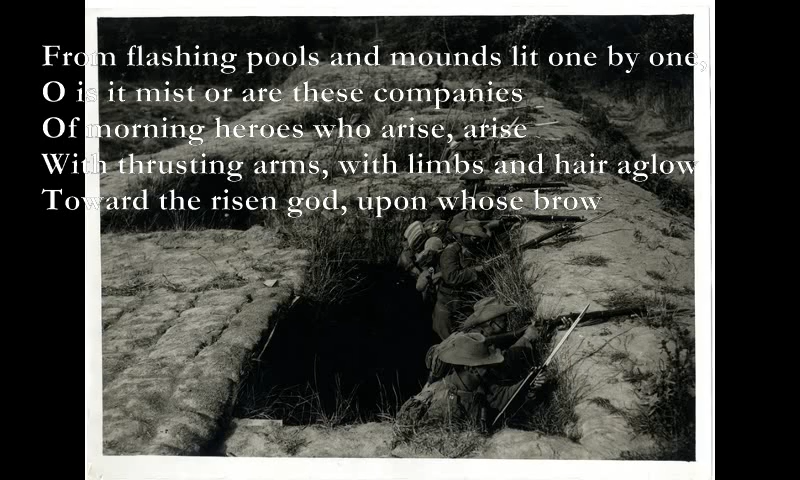 From flashing pools and mounds lit one by one,
O is it mist or are these companies
Of morning heroes who arise, arise
With thrusting arms, with limbs and hair aglow
Toward the risen god, upon whose brow